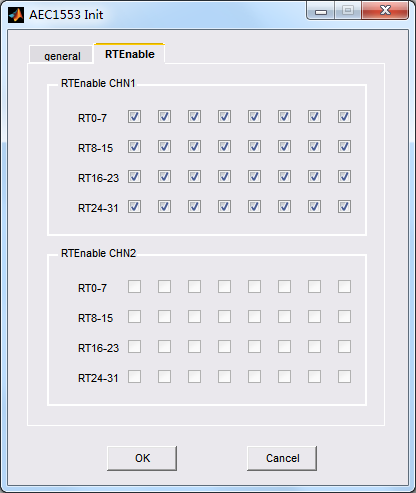 AEC1553 Init
general RTEnable
RTEnable CHN1
RT0-7
RT8-15
RT16-23
RT24-31
RTEnable CHN2
RT0-7
RT8-15
RT16-23
RT24-31
OK Cancel